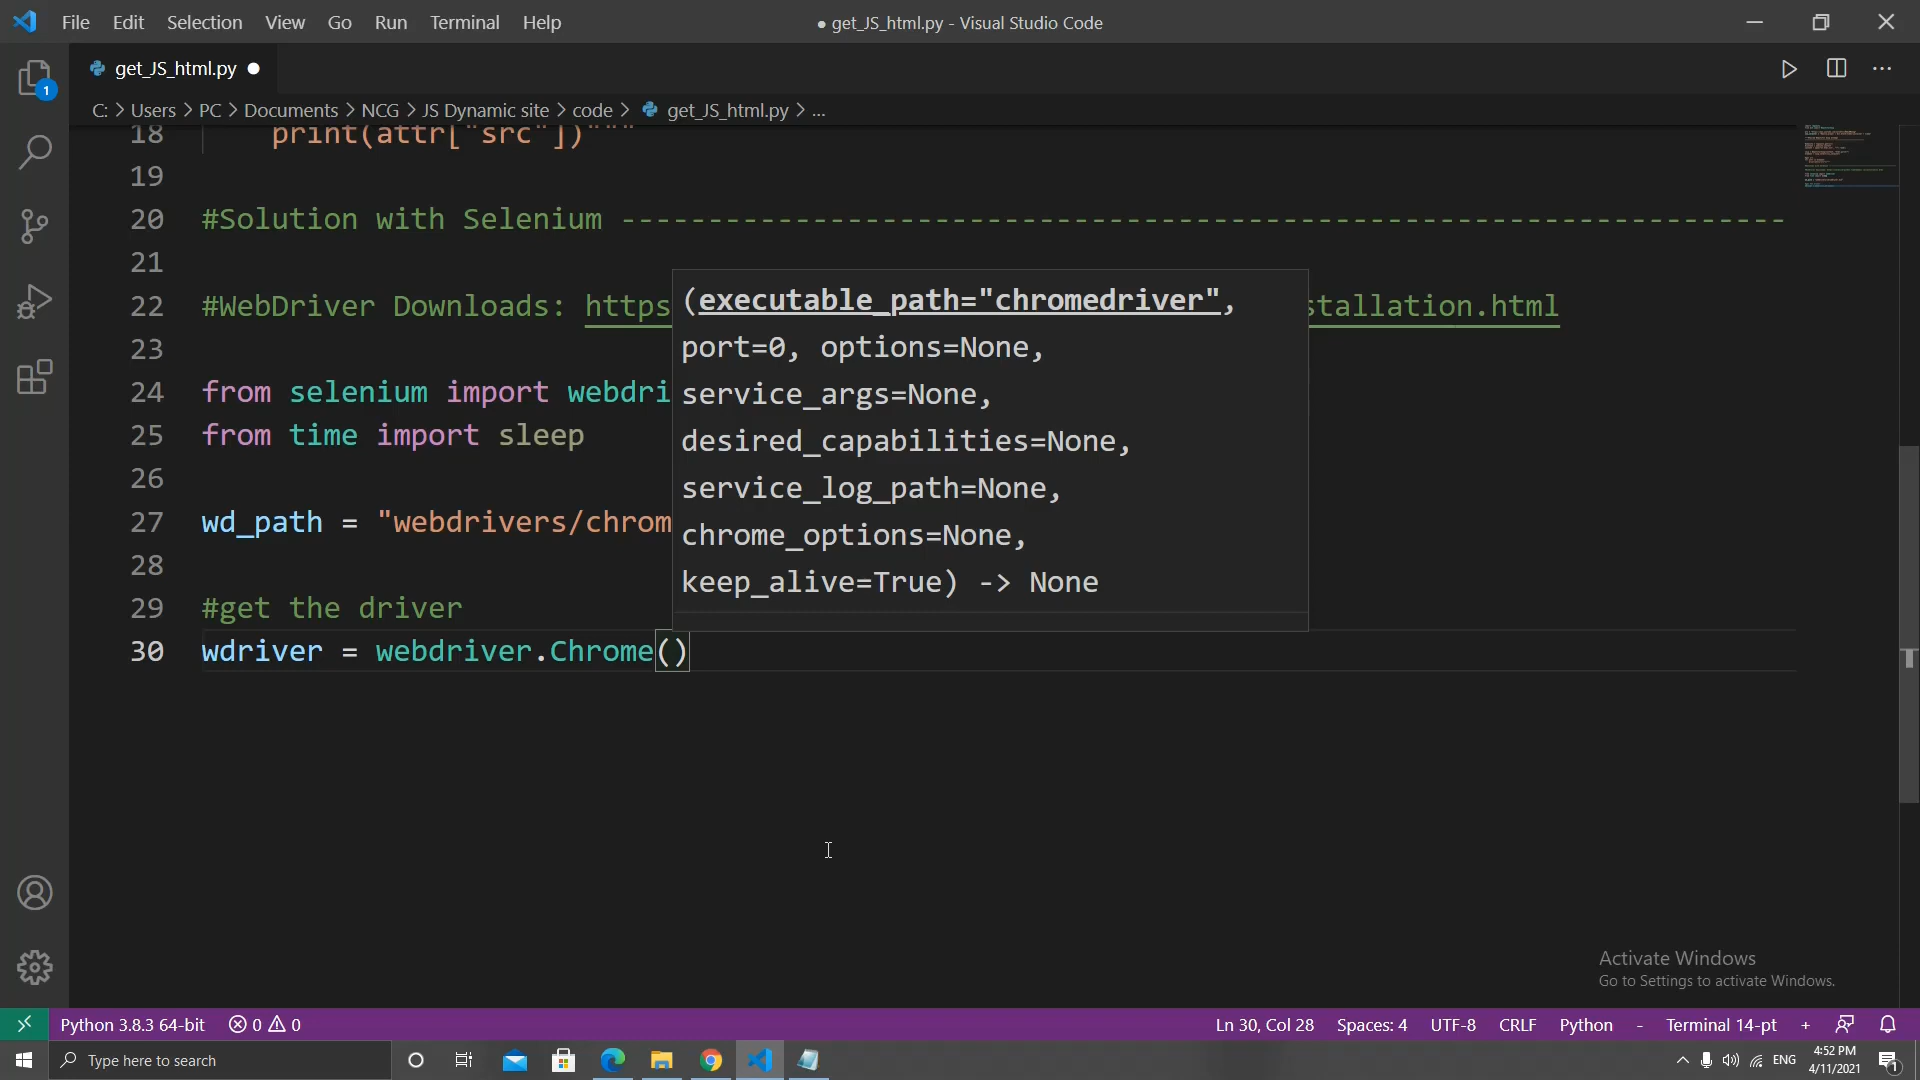 File Edit Selection View Go Run Terminal Help
● get_JS_html.py - Visual Studio Code
get_JS_html.py ●
C: > Users > PC > Documents > NCG > JS Dynamic site > code > get_JS_html.py > ...
18 print(attr["src"])"""
19
20 #Solution with Selenium -------------------------------------------------------------------
21
22 #WebDriver Downloads: https stallation.html
23
24 from selenium import webdri
25 from time import sleep
26
27 wd_path = "webdrivers/chrom
28
29 #get the driver
30 wdriver = webdriver.Chrome()
(executable_path="chromedriver",
port=0, options=None,
service_args=None,
desired_capabilities=None,
service_log_path=None,
chrome_options=None,
keep_alive=True) -> None
1
Activate Windows
Go to Settings to activate Windows.
Python 3.8.3 64-bit 0 0 Ln 30, Col 28 Spaces: 4 UTF-8 CRLF Python - Terminal 14-pt +
Type here to search
ENG
4:52 PM
4/11/2021
1